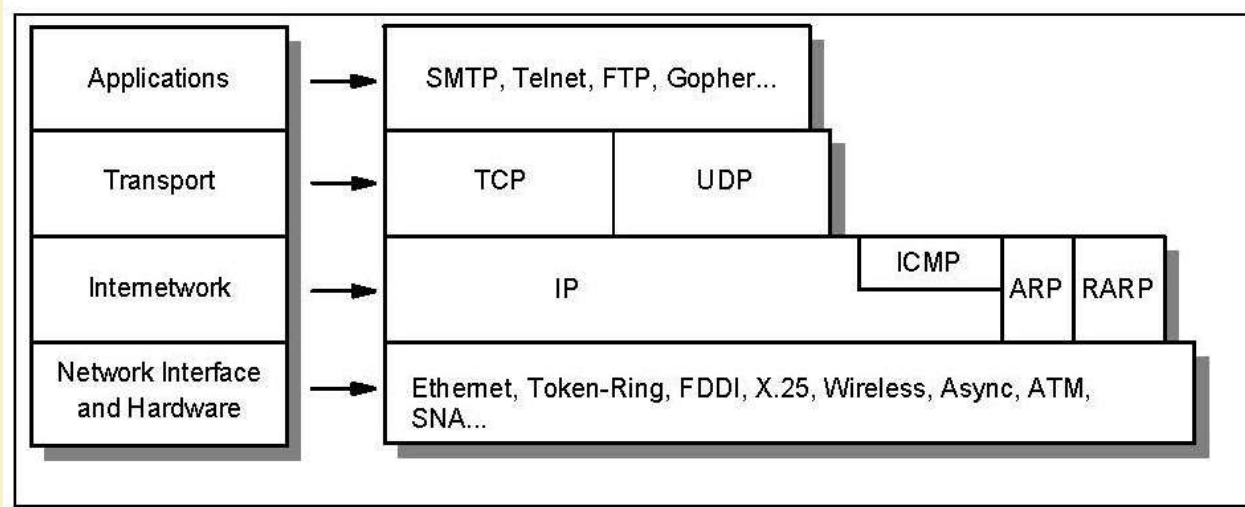 Applications
SMTP, Telnet, FTP, Gopher...
Transport
TCP
UDP
Internetwork
IP
ICMP
ARP
RARP
Network Interface
and Hardware
Ethernet, Token-Ring, FDDI, X.25, Wireless, Async, ATM,
SNA...